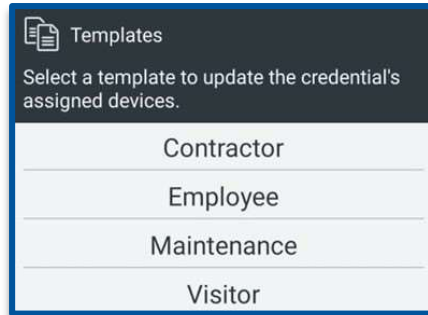 Templates
Select a template to update the credential's
assigned devices.
Contractor
Employee
Maintenance
Visitor